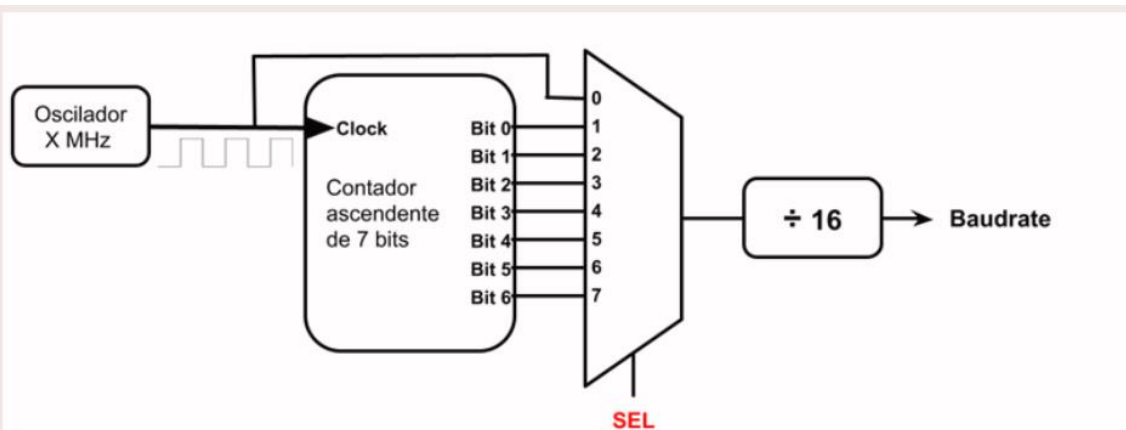 Oscilador
X MHz
Clock
Contador
ascendente
de 7 bits
Bit 0
Bit 1
Bit 2
Bit 3
Bit 4
Bit 5
Bit 6
0
1
2
3
4
5
6
7
SEL
÷ 16
Baudrate